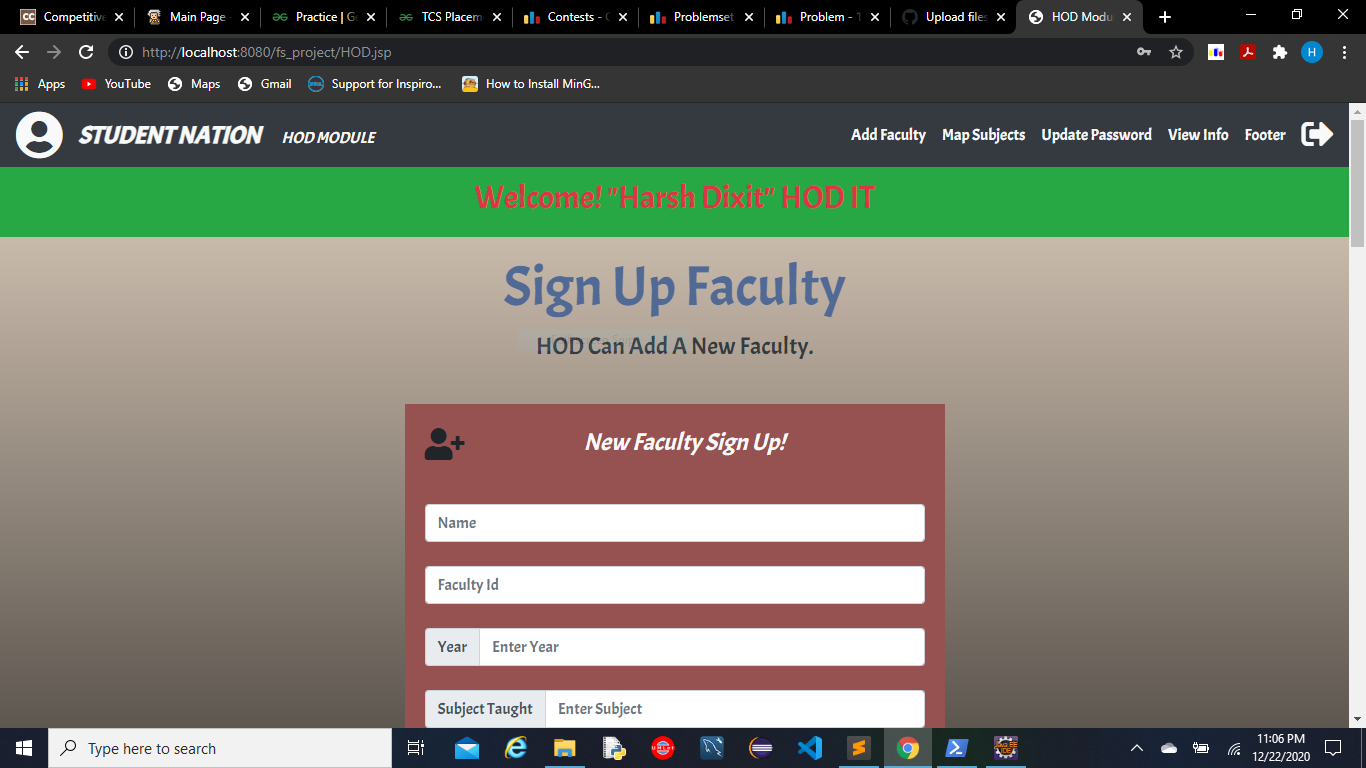 Competitive
Main Page
Practice | G
TCS Placem
Contests - C
Problemset
Problem - T
Upload files
HOD Modu
http://localhost:8080/fs_project/HOD.jsp
H
Apps
YouTube
Maps
Gmail
Support for Inspiro...
How to Install MinG...
STUDENT NATION
HOD MODULE
Add Faculty
Map Subjects
Update Password
View Info
Footer
Welcome! "Harsh Dixit" HOD IT
Sign Up Faculty
HOD Can Add A New Faculty.
New Faculty Sign Up!
Name
Faculty Id
Year
Enter Year
Subject Taught
Enter Subject
Type here to search
11:06 PM
12/22/2020